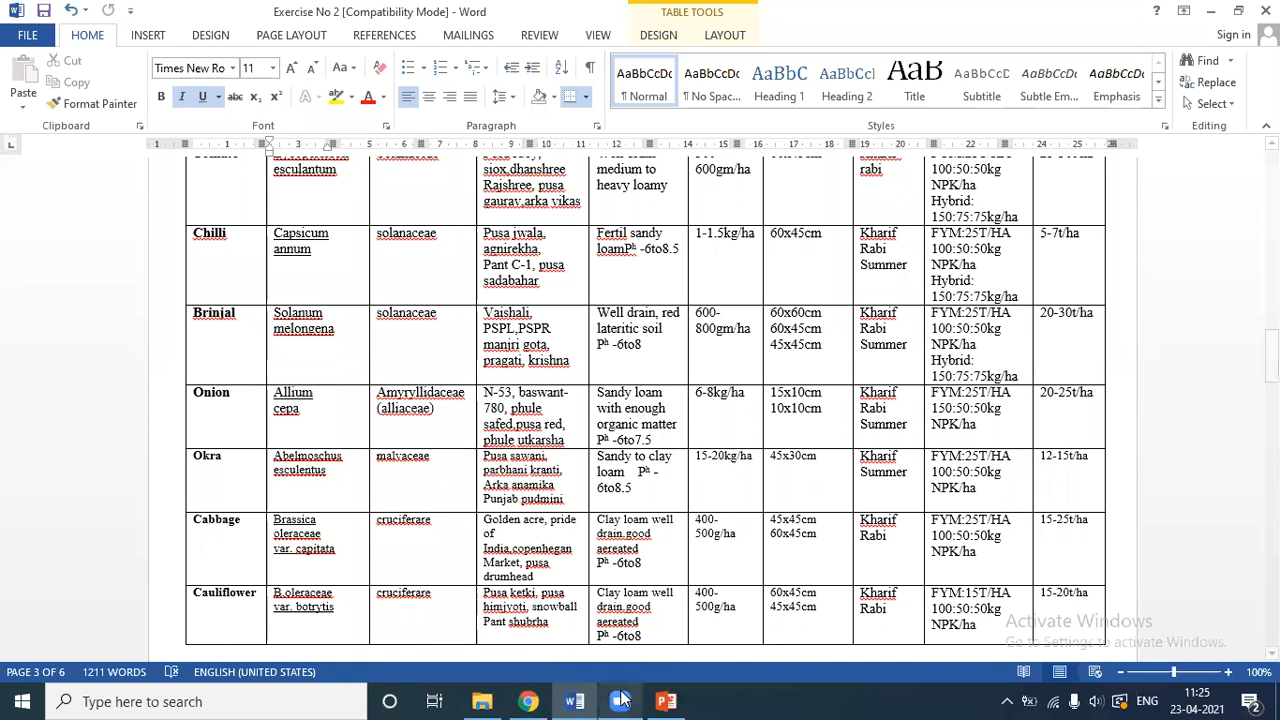 Exercise No 2 [Compatibility Mode] - Word
TABLE TOOLS
FILE HOME INSERT DESIGN PAGE LAYOUT REFERENCES MAILINGS REVIEW VIEW DESIGN LAYOUT Sign in
Cut
Copy
Format Painter
Paste
Clipboard
Times New Ro 11
Font
Paragraph
AaBbCcDc AaBbCcDc AaBbC AaBbCcC AaB AaBbCcC AaBbCcDc AaBbCcDc
¶ Normal ¶ No Spac... Heading 1 Heading 2 Title Subtitle Subtle Em... Emphasis
Styles
Find
Replace
Select
Editing
esculantum
siox,dhanshree
Rajshree, pusa
gaurav,arka vikas
medium to
heavy loamy
600gm/ha
rabi
100:50:50kg
NPK/ha
Hybrid:
150:75:75kg/ha
Chilli
Capsicum
annum
solanaceae
Pusa jwala,
agnirekha,
Pant C-1, pusa
sadabahar
Fertil sandy
loamPh -6to8.5
1-1.5kg/ha
60x45cm
Kharif
Rabi
Summer
FYM:25T/HA
100:50:50kg
NPK/ha
Hybrid:
150:75:75kg/ha
5-7t/ha
Brinjal
Solanum
melongena
solanaceae
Vaishali,
PSPL,PSPR
manjri gota,
pragati, krishna
Well drain, red
lateritic soil
Ph -6to8
600-
800gm/ha
60x60cm
60x45cm
45x45cm
Kharif
Rabi
Summer
FYM:25T/HA
100:50:50kg
NPK/ha
Hybrid:
150:75:75kg/ha
20-30t/ha
Onion
Allium
cepa
Amyryllidaceae
(alliaceae)
N-53, baswant-
780, phule
safed,pusa red,
phule utkarsha
Sandy loam
with enough
organic matter
Ph -6to7.5
6-8kg/ha
15x10cm
10x10cm
Kharif
Rabi
Summer
FYM:25T/HA
150:50:50kg
NPK/ha
20-25t/ha
Okra
Abelmoschus
esculentus
malvaceae
Pusa sawani,
parbhani kranti,
Arka anamika
Punjab pudmini
Sandy to clay
loam Ph -
6to8.5
15-20kg/ha
45x30cm
Kharif
Summer
FYM:25T/HA
100:50:50kg
NPK/ha
12-15t/ha
Cabbage
Brassica
oleraceae
var. capitata
cruciferare
Golden acre, pride
of
India,copenhegan
Market, pusa
drumhead
Clay loam well
drain,good
aereated
Ph -6to8
400-
500g/ha
45x45cm
60x45cm
Kharif
Rabi
FYM:25T/HA
100:50:50kg
NPK/ha
15-25t/ha
Cauliflower
B.oleraceae
var. botrytis
cruciferare
Pusa ketki, pusa
himjyoti, snowball
Pant shubrha
Clay loam well
drain,good
aereated
Ph -6to8
400-
500g/ha
60x45cm
45x45cm
Kharif
Rabi
FYM:15T/HA
100:50:50kg
NPK/ha
15-20t/ha
Activate Windows
Go to Settings to activate Windows.
PAGE 3 OF 6 1211 WORDS ENGLISH (UNITED STATES) 100%
Type here to search
ENG
11:25
23-04-2021
2